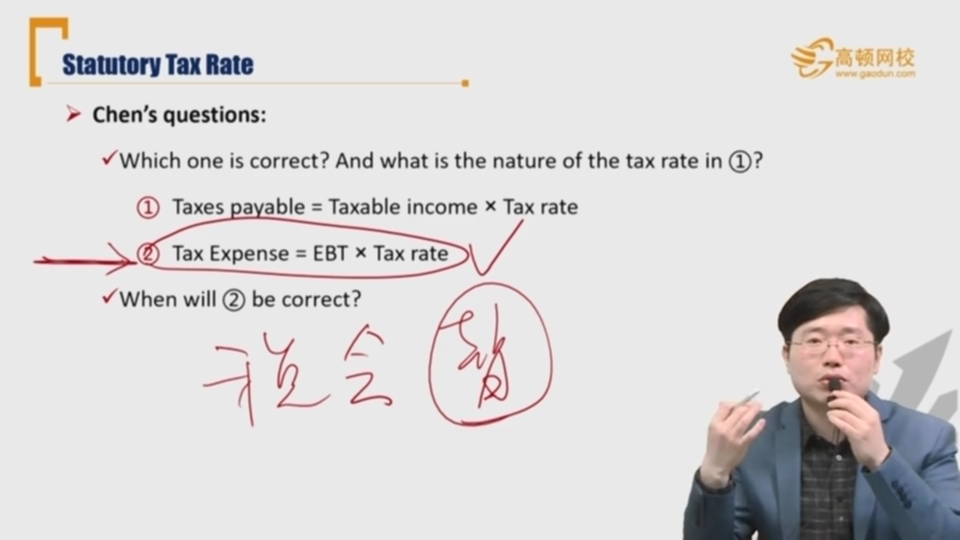 Statutory Tax Rate
高顿网校
www.gaodun.com
➢ Chen's questions:
✓Which one is correct? And what is the nature of the tax rate in ①?
① Taxes payable = Taxable income × Tax rate
② Tax Expense = EBT × Tax rate
✓When will ② be correct?
税会